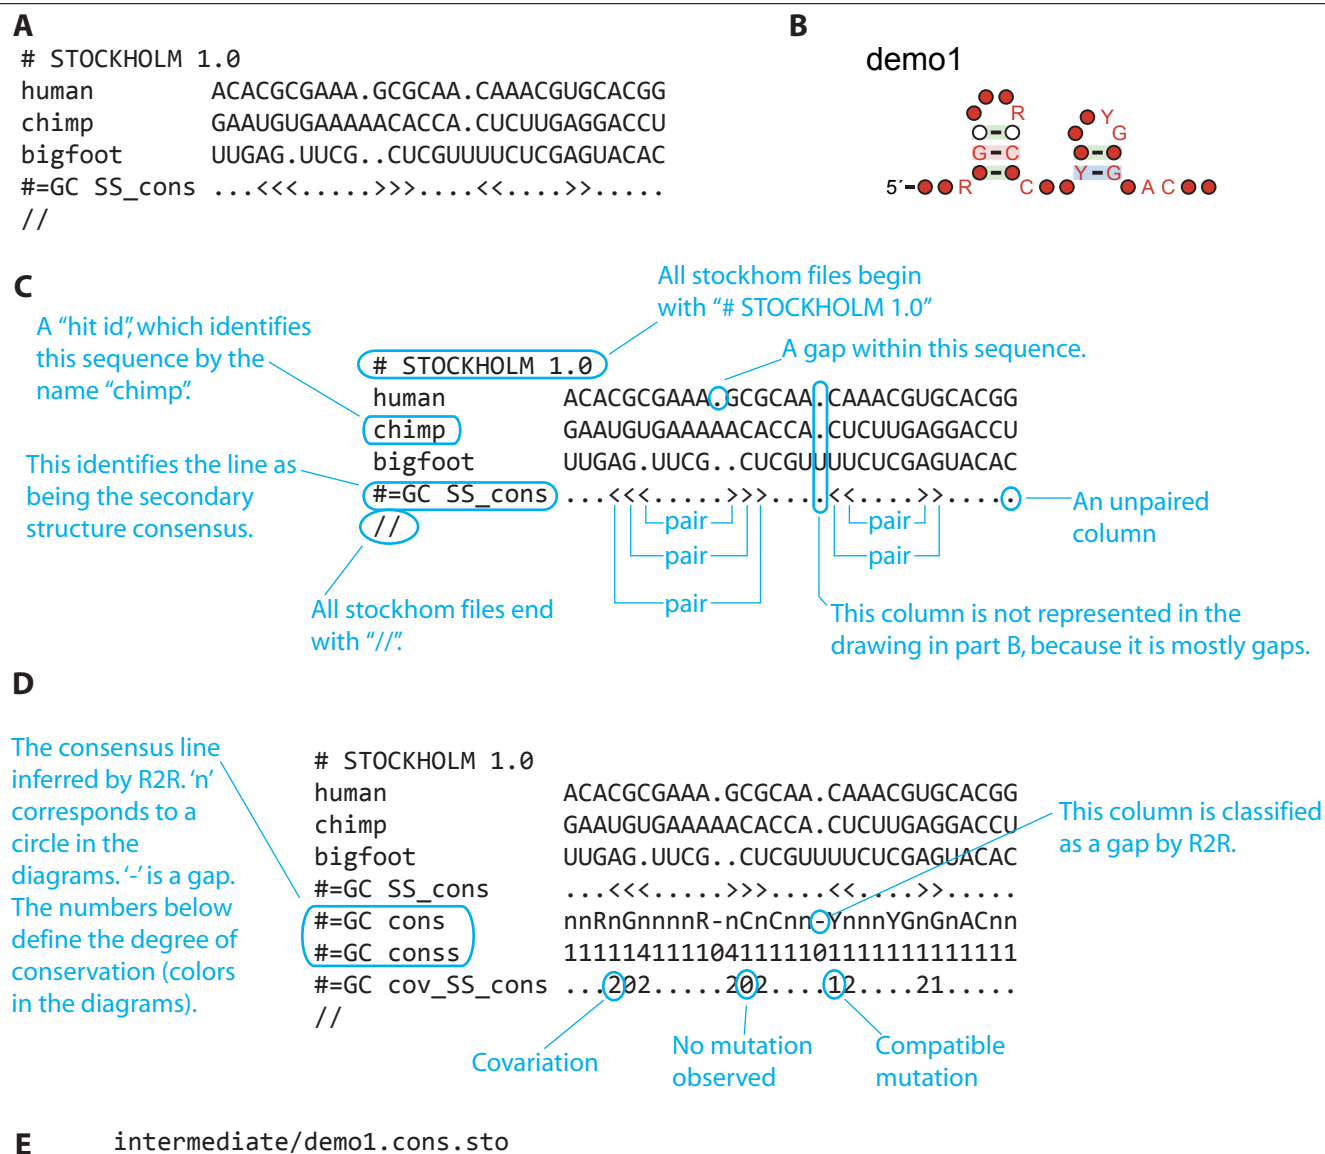 A
# STOCKHOLM 1.0
human ACACGCGAAA.GCGCAA.CAAACGUGCACGG
chimp GAAUGUGAAAAACACCA.CUCUUGAGGACCU
bigfoot UUGAG.UUCG..CUCGUUUUCUCGAGUACAC
#=GC SS_cons ...<<<.....>>>....<<....>>.....
//
B
demo1
R
Y
G
G C
Y G
5´ R C A C
C
All stockhom files begin
with “# STOCKHOLM 1.0”
A “hit id”, which identifies
this sequence by the
name “chimp”.
A gap within this sequence.
# STOCKHOLM 1.0
human ACACGCGAAA.GCGCAA.CAAACGUGCACGG
chimp GAAUGUGAAAAACACCA.CUCUUGAGGACCU
bigfoot UUGAG.UUCG..CUCGUUUUCUCGAGUACAC
#=GC SS_cons ...<<<.....>>>....<<....>>.....
//
This identifies the line as
being the secondary
structure consensus.
An unpaired
column
pair pair
pair pair
pair
All stockhom files end
with “//”.
This column is not represented in the
drawing in part B, because it is mostly gaps.
D
The consensus line
inferred by R2R. ‘n’
corresponds to a
circle in the
diagrams. ‘-’ is a gap.
The numbers below
define the degree of
conservation (colors
in the diagrams).
# STOCKHOLM 1.0
human ACACGCGAAA.GCGCAA.CAAACGUGCACGG
chimp GAAUGUGAAAAACACCA.CUCUUGAGGACCU
bigfoot UUGAG.UUCG..CUCGUUUUCUCGAGUACAC
#=GC SS_cons ...<<<.....>>>....<<....>>.....
#=GC cons nnRnGnnnnR-nCnCnn-YnnnYGnGnACnn
#=GC conss 1111141111041111110111111111111
#=GC cov_SS_cons ...202.....202....12....21.....
//
This column is classified
as a gap by R2R.
Covariation
No mutation
observed
Compatible
mutation
E
intermediate/demo1.cons.sto